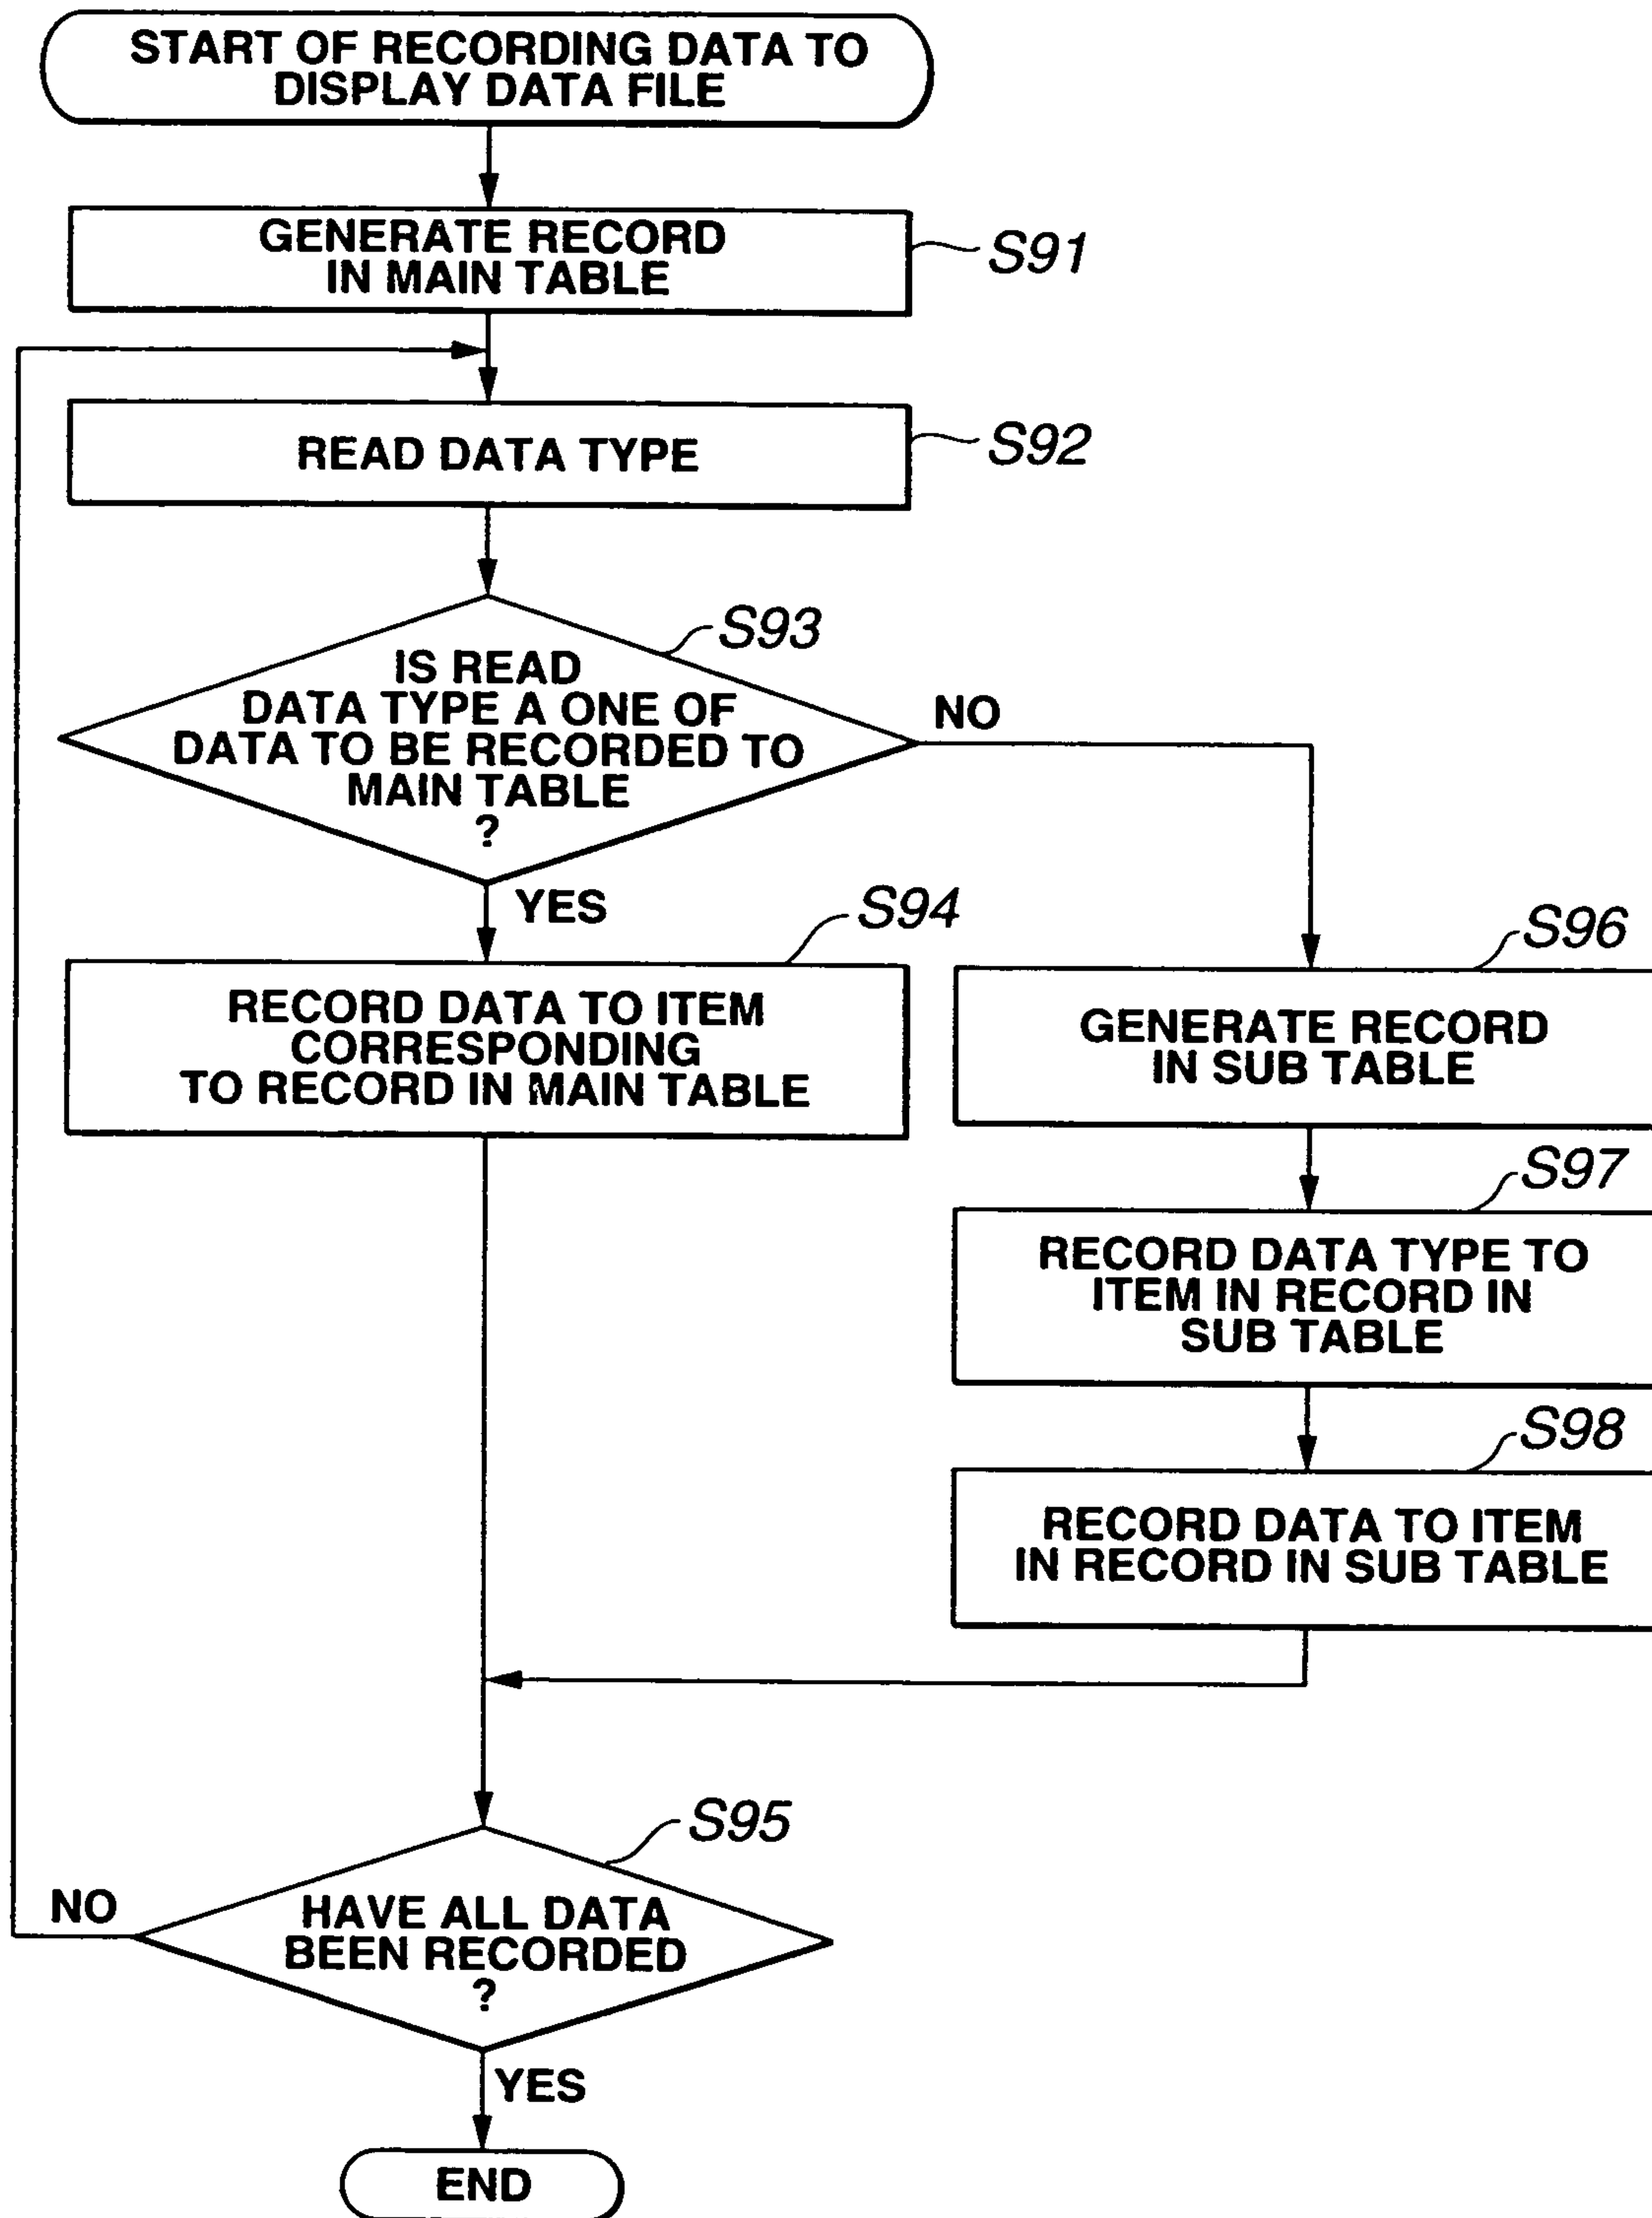 START OF RECORDING DATA TO
DISPLAY DATA FILE
GENERATE RECORD
IN MAIN TABLE
S91
READ DATA TYPE
S92
S93
IS READ
DATA TYPE A ONE OF
DATA TO BE RECORDED TO
MAIN TABLE
?
NO
YES
S94
RECORD DATA TO ITEM
CORRESPONDING
TO RECORD IN MAIN TABLE
S96
GENERATE RECORD
IN SUB TABLE
S97
RECORD DATA TYPE TO
ITEM IN RECORD IN
SUB TABLE
S98
RECORD DATA TO ITEM
IN RECORD IN SUB TABLE
S95
HAVE ALL DATA
BEEN RECORDED
?
NO
YES
END